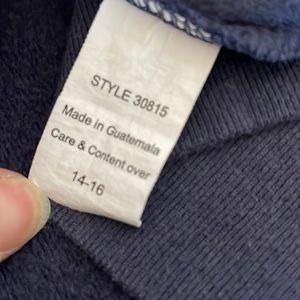 STYLE 30815
Made in Guatemala
Care & Content over
14-16